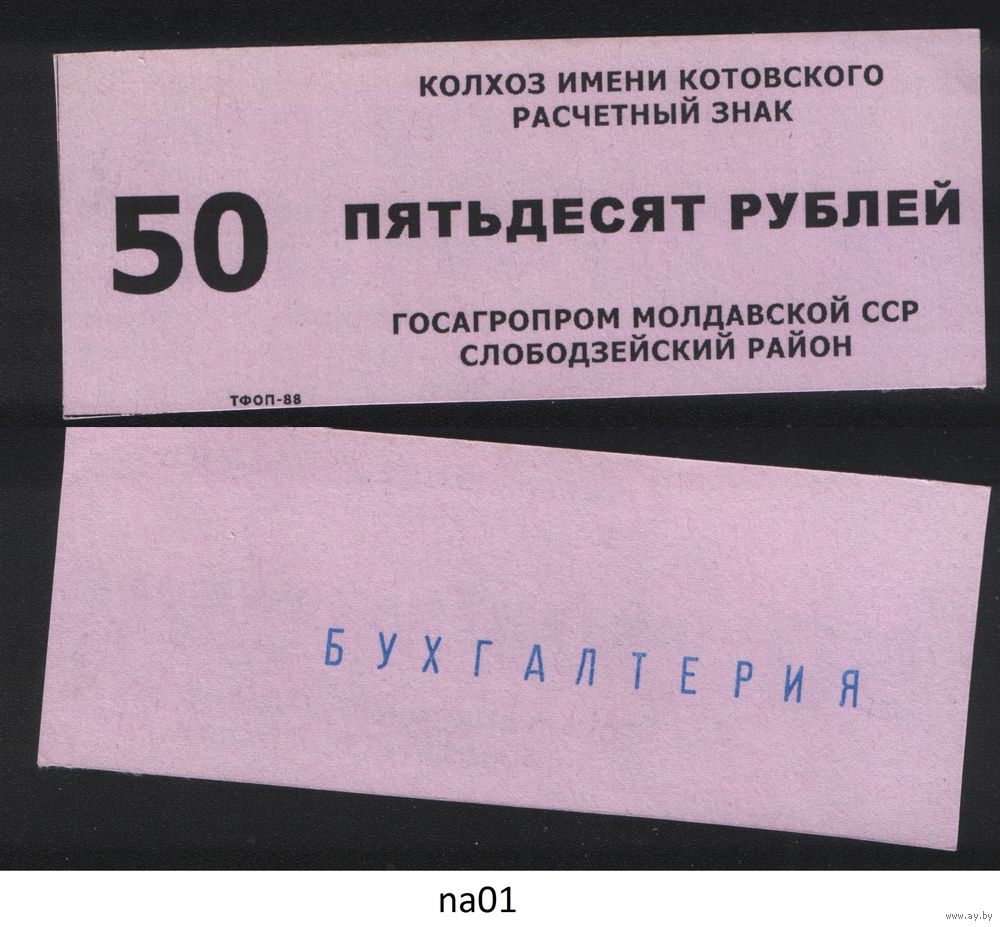 КОЛХОЗ ИМЕНИ КОТОВСКОГО
РАСЧЕТНЫЙ ЗНАК
50
ПЯТЬДЕСЯТ РУБЛЕЙ
ГОСАГРОПРОМ МОЛДАВСКОЙ ССР
СЛОБОДЗЕЙСКИЙ РАЙОН
ТФОП-88
БУХГАЛТЕРИЯ
na01
www.ay.by